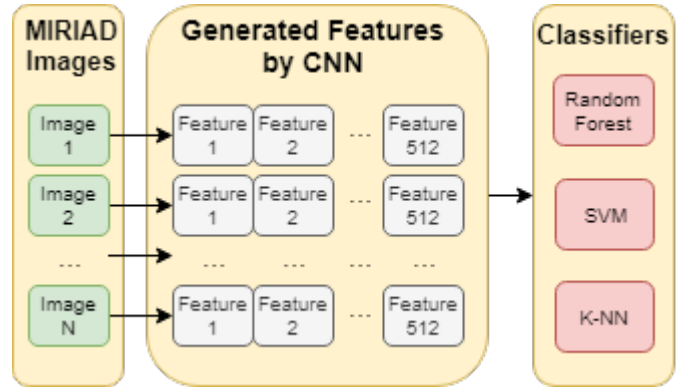 MIRIAD
Images
Generated Features
by CNN
Classifiers
Image
1
Feature
1
Feature
2
...
Feature
512
Image
2
Feature
1
Feature
2
...
Feature
512
...
...
...
...
...
Image
N
Feature
1
Feature
2
...
Feature
512
Random
Forest
SVM
K-NN